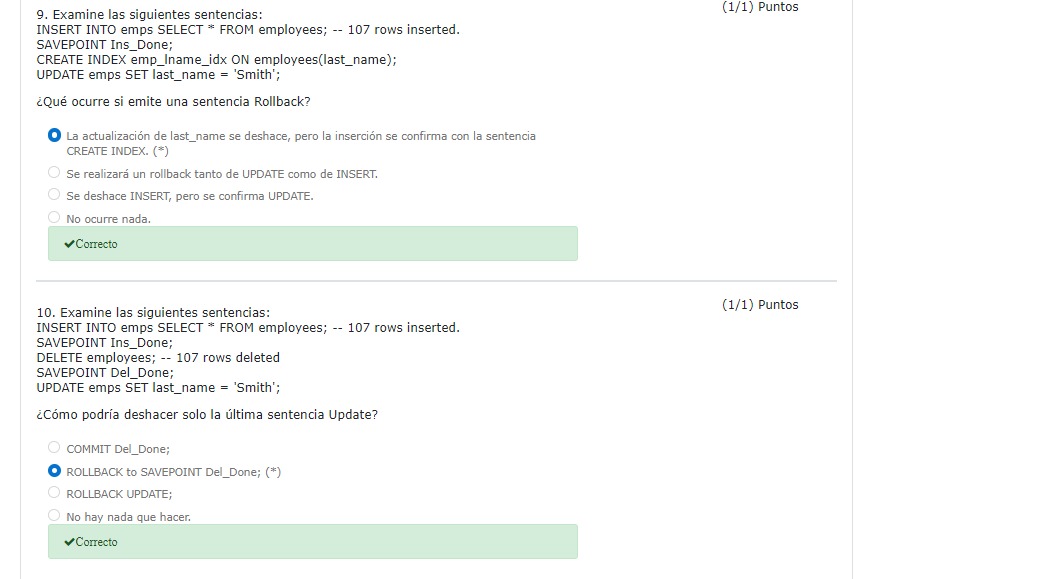 (1/1) Puntos
9. Examine las siguientes sentencias:
INSERT INTO emps SELECT * FROM employees; -- 107 rows inserted.
SAVEPOINT Ins_Done;
CREATE INDEX emp_lname_idx ON employees(last_name);
UPDATE emps SET last_name = 'Smith';
¿Qué ocurre si emite una sentencia Rollback?
La actualización de last_name se deshace, pero la inserción se confirma con la sentencia
CREATE INDEX. (*)
Se realizará un rollback tanto de UPDATE como de INSERT.
Se deshace INSERT, pero se confirma UPDATE.
No ocurre nada.
✔Correcto
(1/1) Puntos
10. Examine las siguientes sentencias:
INSERT INTO emps SELECT * FROM employees; -- 107 rows inserted.
SAVEPOINT Ins_Done;
DELETE employees; -- 107 rows deleted
SAVEPOINT Del_Done;
UPDATE emps SET last_name = 'Smith';
¿Cómo podría deshacer solo la última sentencia Update?
COMMIT Del_Done;
ROLLBACK to SAVEPOINT Del_Done; (*)
ROLLBACK UPDATE;
No hay nada que hacer.
✔Correcto